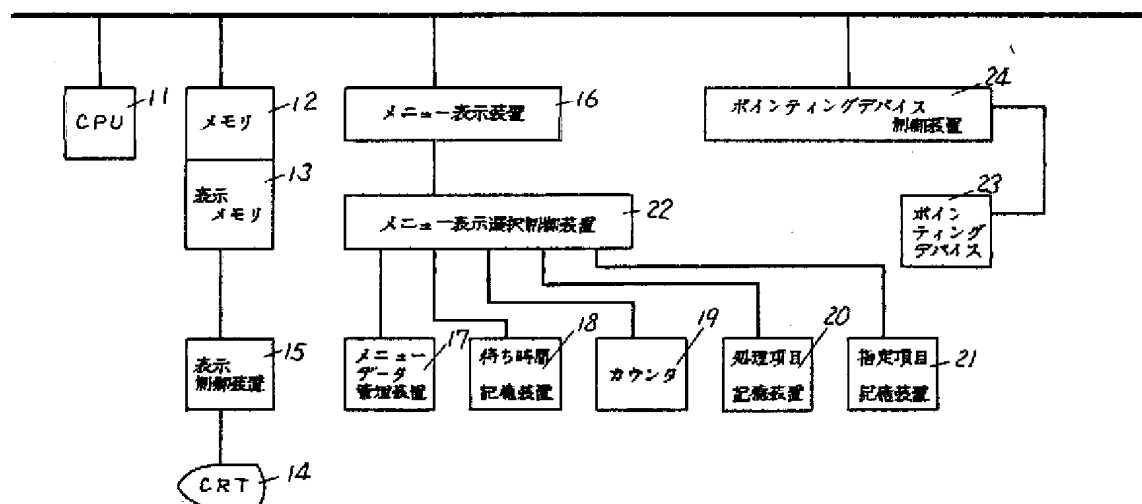 11
CPU
12
メモリ
13
表示
メモリ
16
メニュー表示装置
24
ポインティングデバイス
制御装置
22
メニュー表示選択制御装置
23
ポイン
ティング
デバイス
15
表示
制御装置
17
メニュー
データ
管理装置
18
待ち時間
記憶装置
19
カウンタ
20
処理項目
記憶装置
21
指定項目
記憶装置
14
CRT